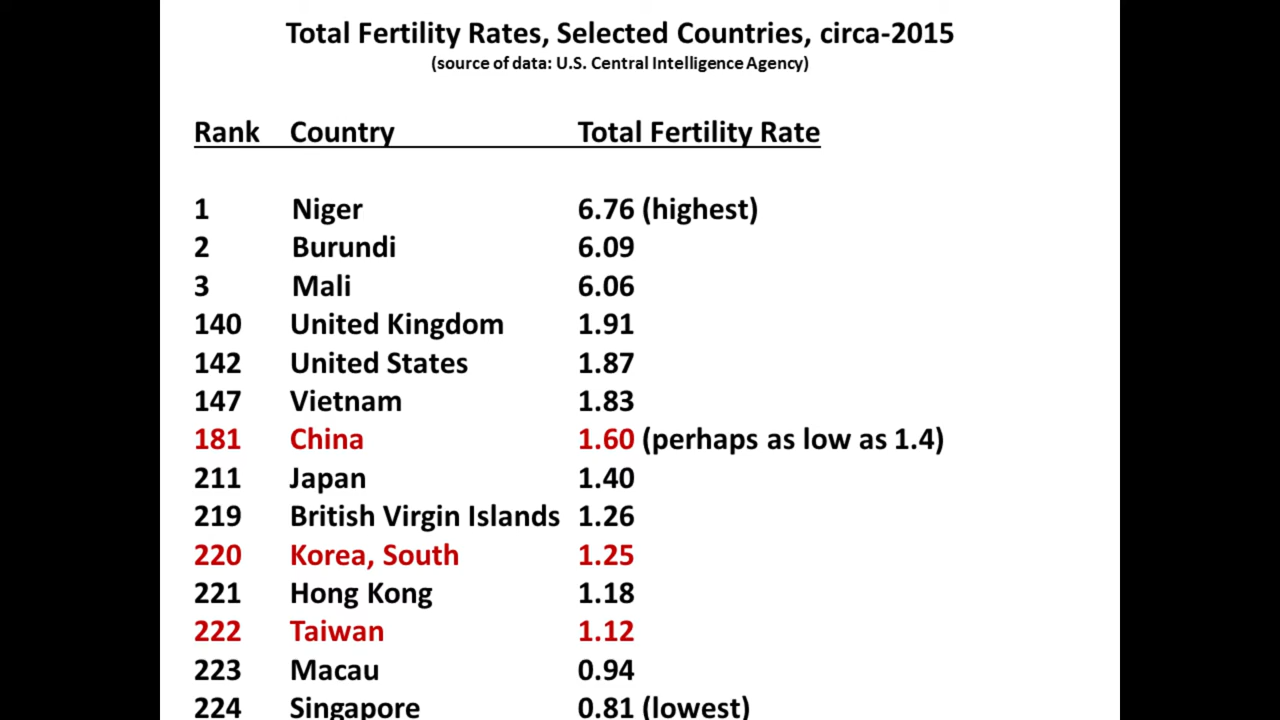 Total Fertility Rates, Selected Countries, circa-2015
(source of data: U.S. Central Intelligence Agency)
Rank Country Total Fertility Rate
1 Niger 6.76 (highest)
2 Burundi 6.09
3 Mali 6.06
140 United Kingdom 1.91
142 United States 1.87
147 Vietnam 1.83
181 China 1.60 (perhaps as low as 1.4)
211 Japan 1.40
219 British Virgin Islands 1.26
220 Korea, South 1.25
221 Hong Kong 1.18
222 Taiwan 1.12
223 Macau 0.94
224 Singapore 0.81 (lowest)